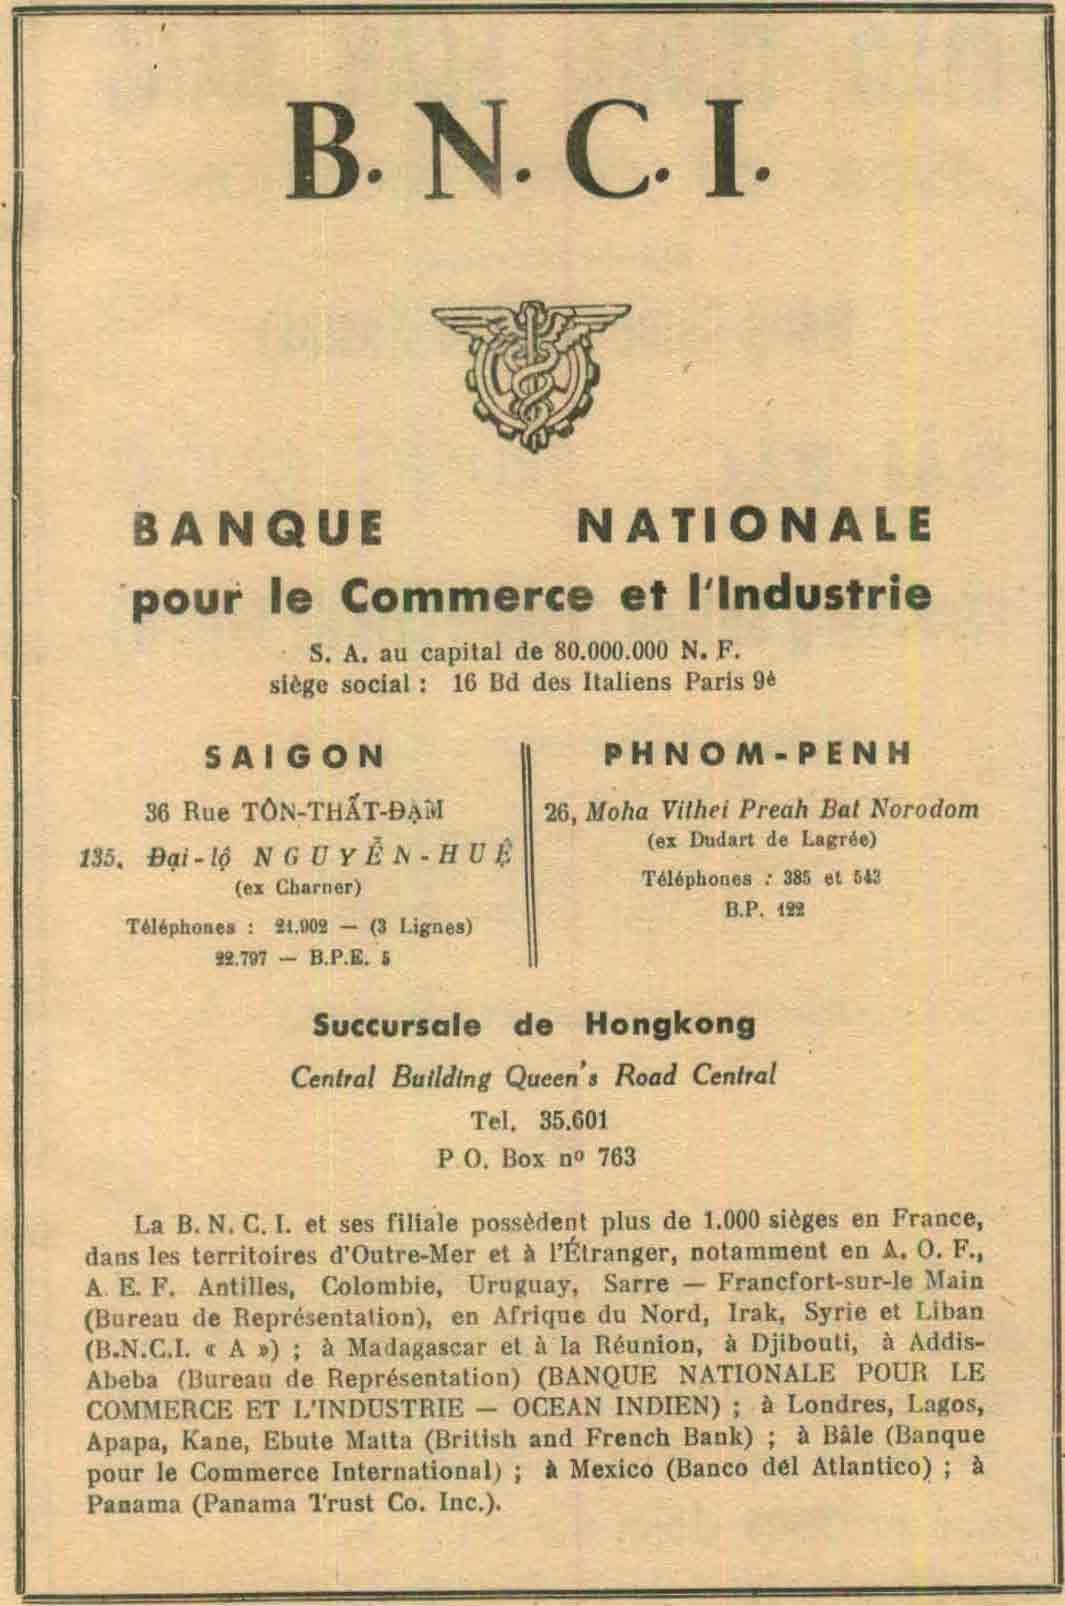 B. N. C. I.
BANQUE NATIONALE
pour le Commerce et l'Industrie
S. A. au capital de 80.000.000 N. F.
siège social : 16 Bd des Italiens Paris 9è
SAIGON
36 Rue TÔN-THẤT-ĐẠM
135, Đại-lộ NGUYỄN-HUỆ
(ex Charner)
Téléphones : 21.902 — (3 Lignes)
22.797 — B.P.E. 5
PHNOM-PENH
26, Moha Vithei Preah Bat Norodom
(ex Dudart de Lagrée)
Téléphones : 385 et 543
B.P. 122
Succursale de Hongkong
Central Building Queen's Road Central
Tel. 35.601
P.O. Box nº 763
La B. N. C. I. et ses filiale possèdent plus de 1.000 sièges en France,
dans les territoires d'Outre-Mer et à l'Étranger, notamment en A. O. F.,
A. E. F. Antilles, Colombie, Uruguay, Sarre — Francfort-sur-le Main
(Bureau de Représentation), en Afrique du Nord, Irak, Syrie et Liban
(B.N.C.I. « A ») ; à Madagascar et à la Réunion, à Djibouti, à Addis-
Abeba (Bureau de Représentation) (BANQUE NATIONALE POUR LE
COMMERCE ET L'INDUSTRIE — OCEAN INDIEN) ; à Londres, Lagos,
Apapa, Kane, Ebute Matta (British and French Bank) ; à Bâle (Banque
pour le Commerce International) ; à Mexico (Banco dél Atlantico) ; à
Panama (Panama Trust Co. Inc.).